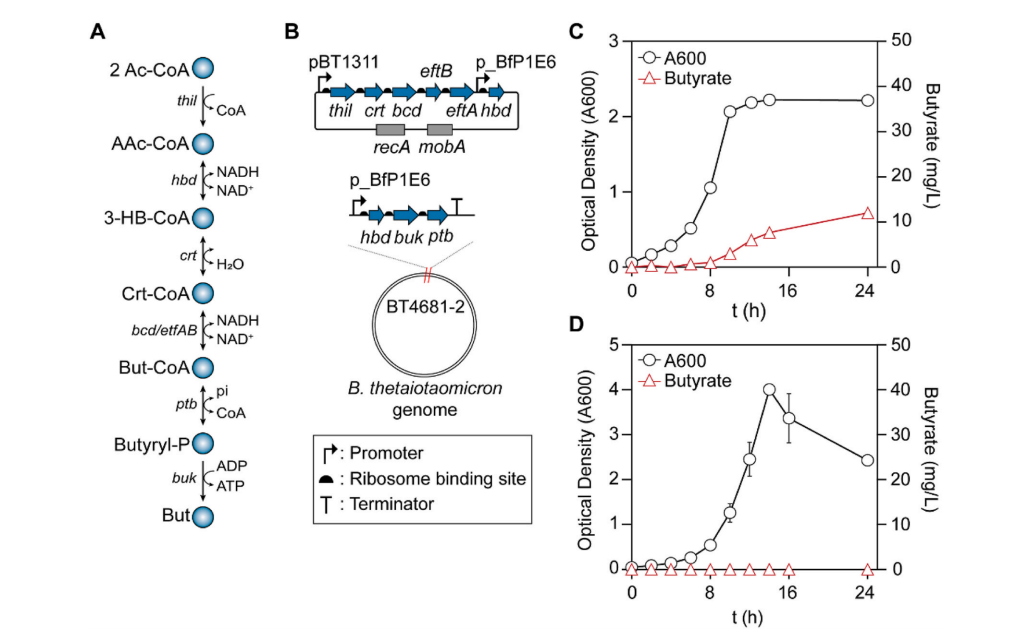 A
2 Ac-CoA
thil
CoA
AAc-CoA
hbd
NADH
NAD⁺
3-HB-CoA
crt
H₂O
Crt-CoA
bcd/etfAB
NADH
NAD⁺
But-CoA
ptb
pi
CoA
Butyryl-P
buk
ADP
ATP
But
B
pBT1311
eftB
p_BfP1E6
thil crt bcd eftA hbd
recA mobA
p_BfP1E6
hbd buk ptb
BT4681-2
B. thetaiotaomicron
genome
: Promoter
: Ribosome binding site
: Terminator
C
A600
Butyrate
Optical Density (A600)
3
2
1
0
Butyrate (mg/L)
50
40
30
20
10
0
0 8 16 24
t (h)
D
A600
Butyrate
Optical Density (A600)
5
4
3
2
1
0
Butyrate (mg/L)
50
40
30
20
10
0
0 8 16 24
t (h)